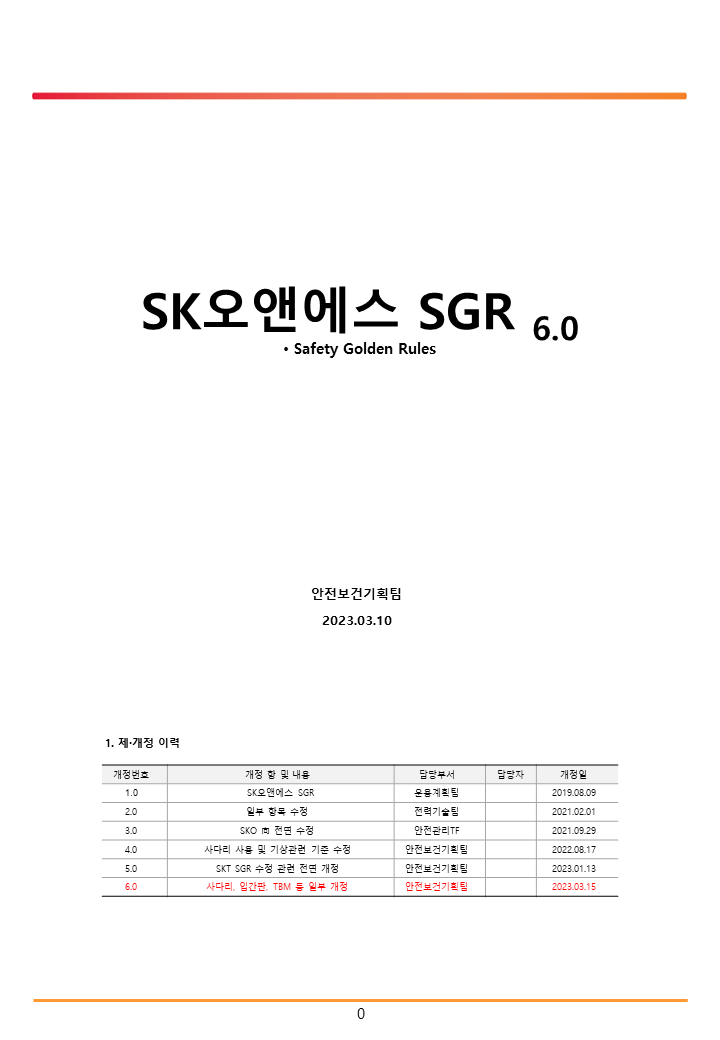 SK오앤에스 SGR 6.0
• Safety Golden Rules
안전보건기획팀
2023.03.10
1. 제·개정 이력
개정번호 개정 항 및 내용 담당부서 담당자 개정일
1.0 SK오앤에스 SGR 운용계획팀 2019.08.09
2.0 일부 항목 수정 전력기술팀 2021.02.01
3.0 SKO 向 전면 수정 안전관리TF 2021.09.29
4.0 사다리 사용 및 기상관련 기준 수정 안전보건기획팀 2022.08.17
5.0 SKT SGR 수정 관련 전면 개정 안전보건기획팀 2023.01.13
6.0 사다리, 입간판, TBM 등 일부 개정 안전보건기획팀 2023.03.15
0